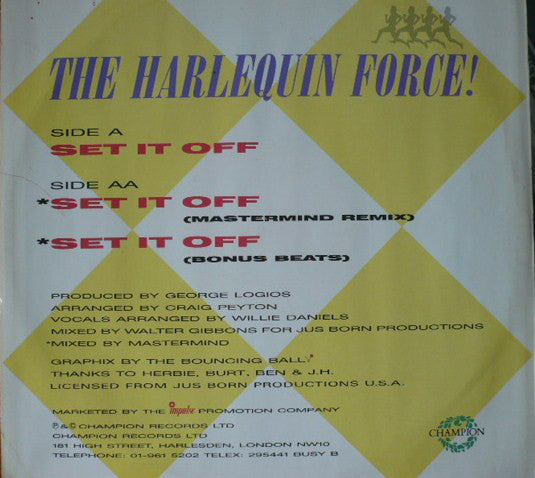 THE HARLEQUIN FORCE!
SIDE A
SET IT OFF
SIDE AA
*SET IT OFF
(MASTERMIND REMIX)
*SET IT OFF
(BONUS BEATS)
PRODUCED BY GEORGE LOGIOS
ARRANGED BY CRAIG PEYTON
VOCALS ARRANGED BY WILLIE DANIELS
MIXED BY WALTER GIBBONS FOR JUS BORN PRODUCTIONS
*MIXED BY MASTERMIND
GRAPHIX BY THE BOUNCING BALL!
THANKS TO HERBIE, BURT, BEN & J.H.
LICENSED FROM JUS BORN PRODUCTIONS U.S.A.
MARKETED BY THE impulse PROMOTION COMPANY
℗&© CHAMPION RECORDS LTD
CHAMPION RECORDS LTD
181 HIGH STREET, HARLESDEN, LONDON NW10
TELEPHONE: 01-961 5202 TELEX: 295441 BUSY B
CHAMPION